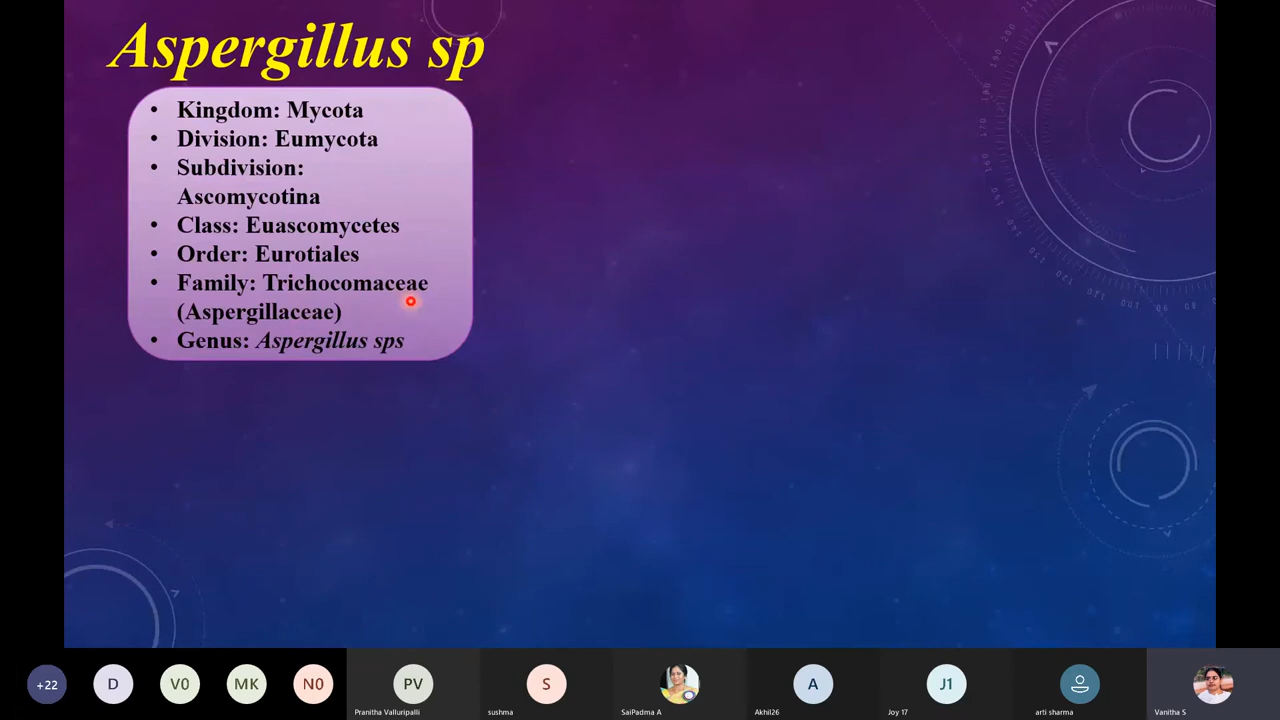 Aspergillus sp
• Kingdom: Mycota
• Division: Eumycota
• Subdivision:
Ascomycotina
• Class: Euascomycetes
• Order: Eurotiales
• Family: Trichocomaceae
(Aspergillaceae)
• Genus: Aspergillus sps
+22
D
V0
MK
N0
PV
S
A
J1
Pranitha Valluripalli
sushma
SaiPadma A
Akhil26
Joy 17
arti sharma
Vanitha S